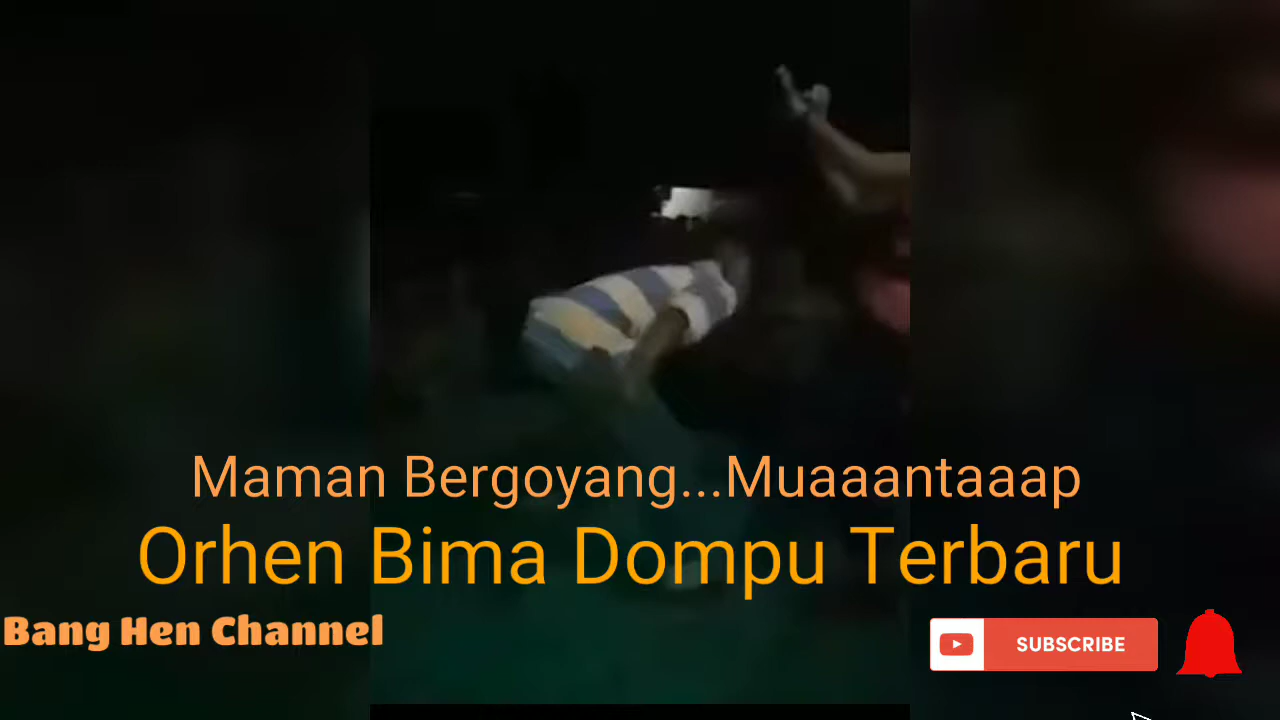 Maman Bergoyang...Muaaantaaap
Orhen Bima Dompu Terbaru
Bang Hen Channel
SUBSCRIBE